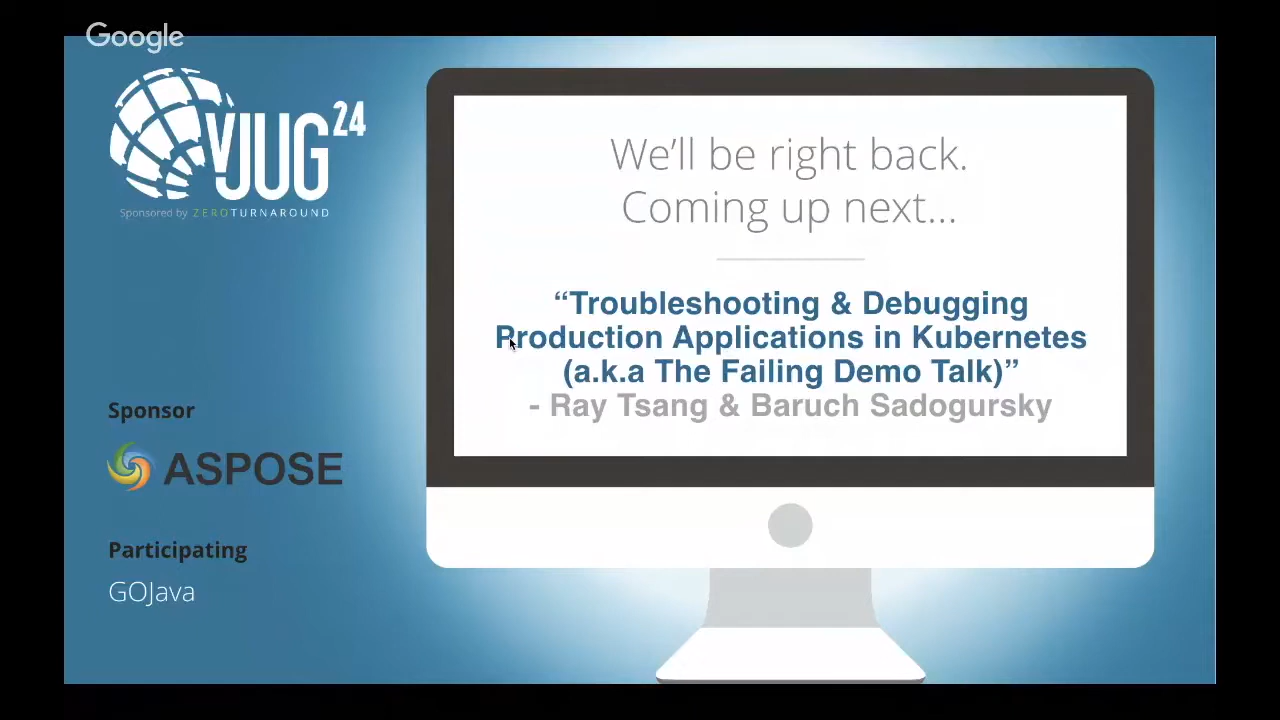 Google
vJUG24
Sponsored by ZEROTURNAROUND
We'll be right back.
Coming up next...
“Troubleshooting & Debugging
Production Applications in Kubernetes
(a.k.a The Failing Demo Talk)”
- Ray Tsang & Baruch Sadogursky
Sponsor
ASPOSE
Participating
GOJava